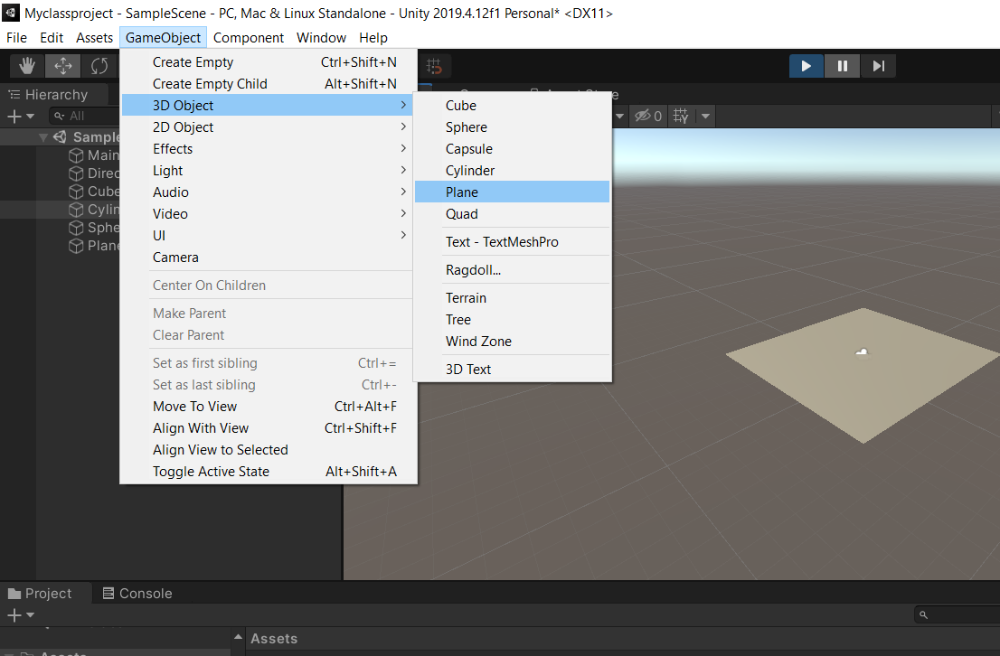 Myclassproject - SampleScene - PC, Mac & Linux Standalone - Unity 2019.4.12f1 Personal* <DX11>
File Edit Assets GameObject Component Window Help
Hierarchy
All
Sample
Main
Direc
Cube
Cylin
Sphe
Plane
Create Empty Ctrl+Shift+N
Create Empty Child Alt+Shift+N
3D Object
2D Object
Effects
Light
Audio
Video
UI
Camera
Center On Children
Make Parent
Clear Parent
Set as first sibling Ctrl+=
Set as last sibling Ctrl+-
Move To View Ctrl+Alt+F
Align With View Ctrl+Shift+F
Align View to Selected
Toggle Active State Alt+Shift+A
Cube
Sphere
Capsule
Cylinder
Plane
Quad
Text - TextMeshPro
Ragdoll...
Terrain
Tree
Wind Zone
3D Text
0
Project Console
Assets
Assets